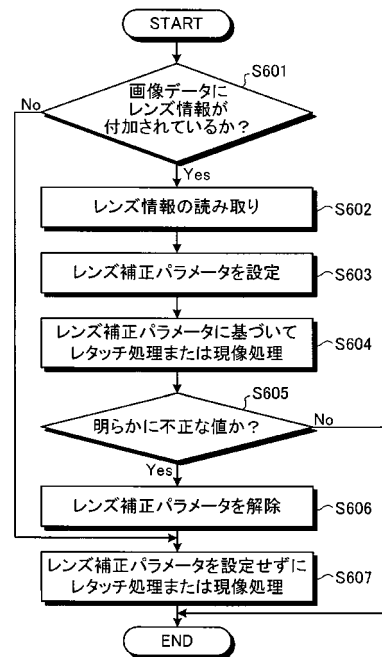 START
S601
画像データに
レンズ情報が
付加されているか？
No
Yes
レンズ情報の読み取り
S602
レンズ補正パラメータを設定
S603
レンズ補正パラメータに基づいて
レタッチ処理または現像処理
S604
S605
明らかに不正な値か？
No
Yes
レンズ補正パラメータを解除
S606
レンズ補正パラメータを設定せずに
レタッチ処理または現像処理
S607
END